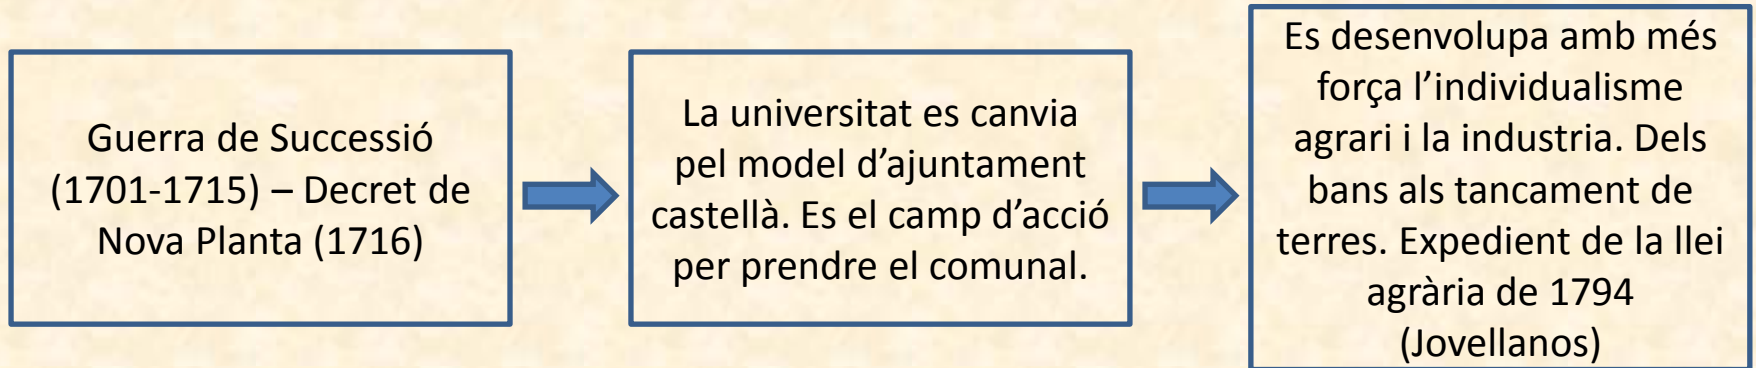 Guerra de Successió
(1701-1715) – Decret de
Nova Planta (1716)
La universitat es canvia
pel model d’ajuntament
castellà. Es el camp d’acció
per prendre el comunal.
Es desenvolupa amb més
força l’individualisme
agrari i la industria. Dels
bans als tancament de
terres. Expedient de la llei
agrària de 1794
(Jovellanos)